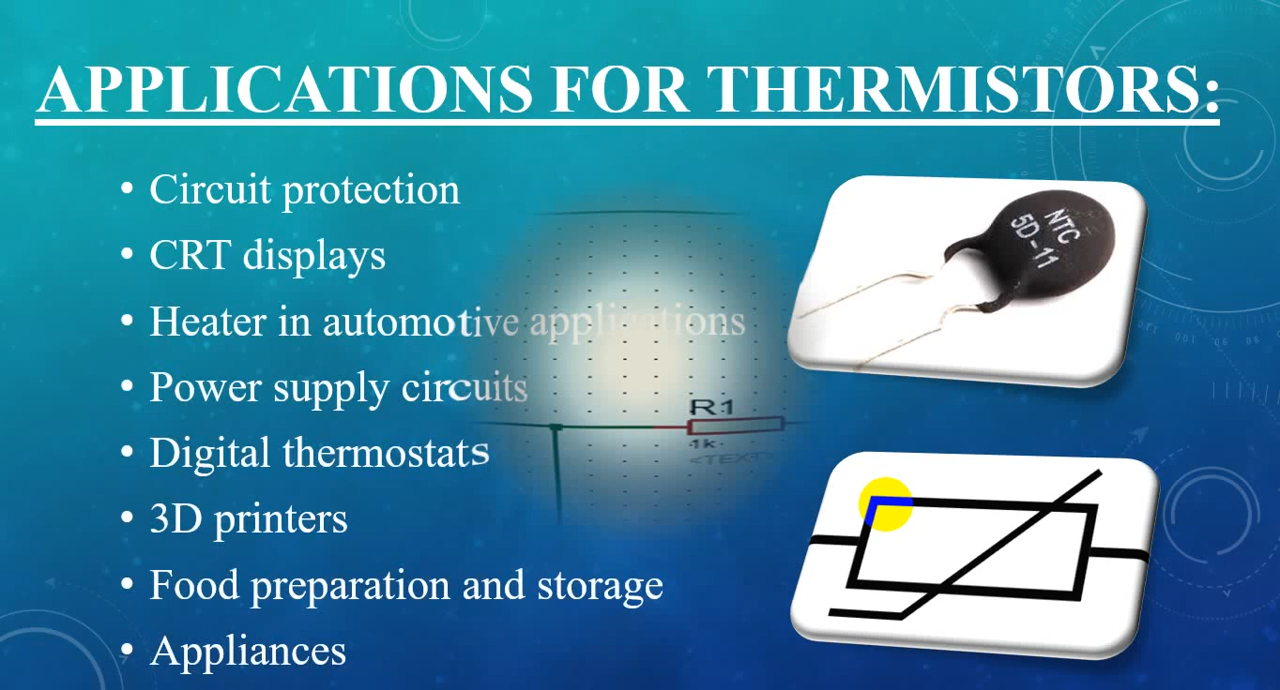 APPLICATIONS FOR THERMISTORS:
• Circuit protection
• CRT displays
• Heater in automotive applications
• Power supply circuits
• Digital thermostats
• 3D printers
• Food preparation and storage
• Appliances
NTC
5D-11
R1
1k
<TEXT>